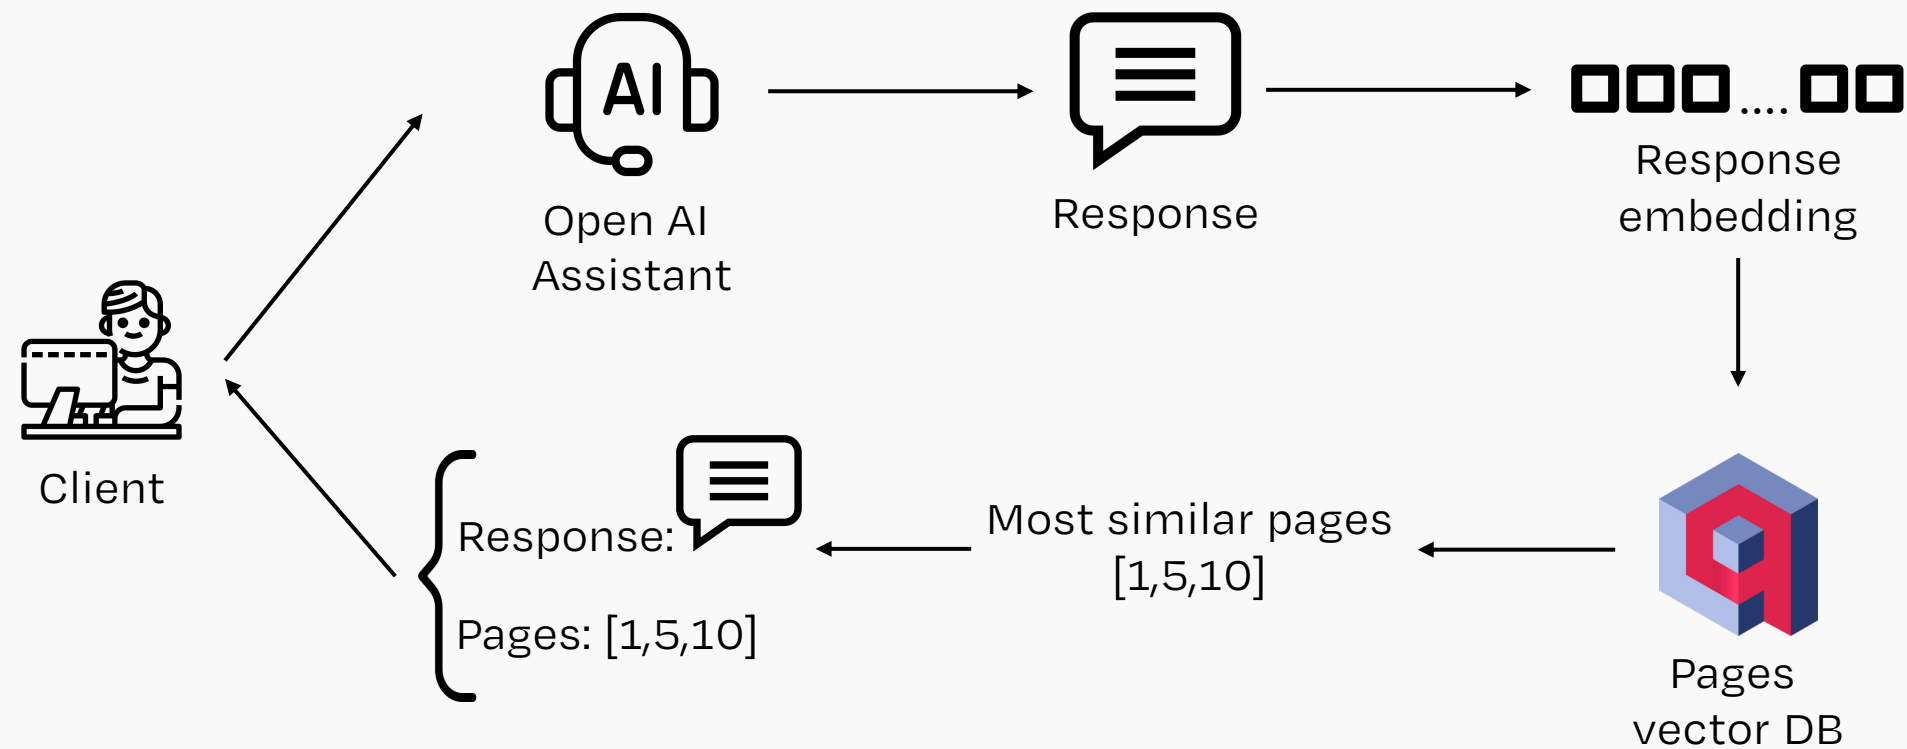 AI
Open AI
Assistant
Response
....
Response
embedding
Client
Response:
Pages: [1,5,10]
Most similar pages
[1,5,10]
Pages
vector DB